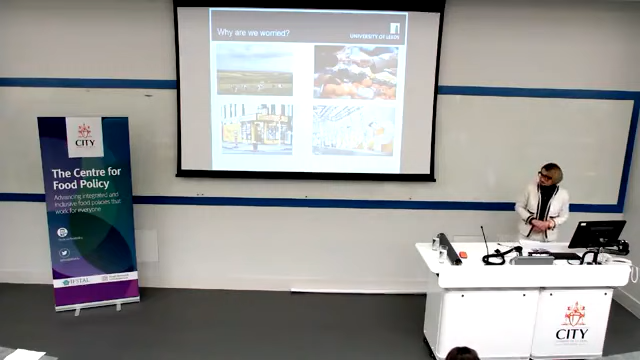 Why are we worried?
UNIVERSITY OF LEEDS
CITY
The Centre for
Food Policy
Advancing integrated and
inclusive food policies that
work for everyone
IFSTAL
CITY